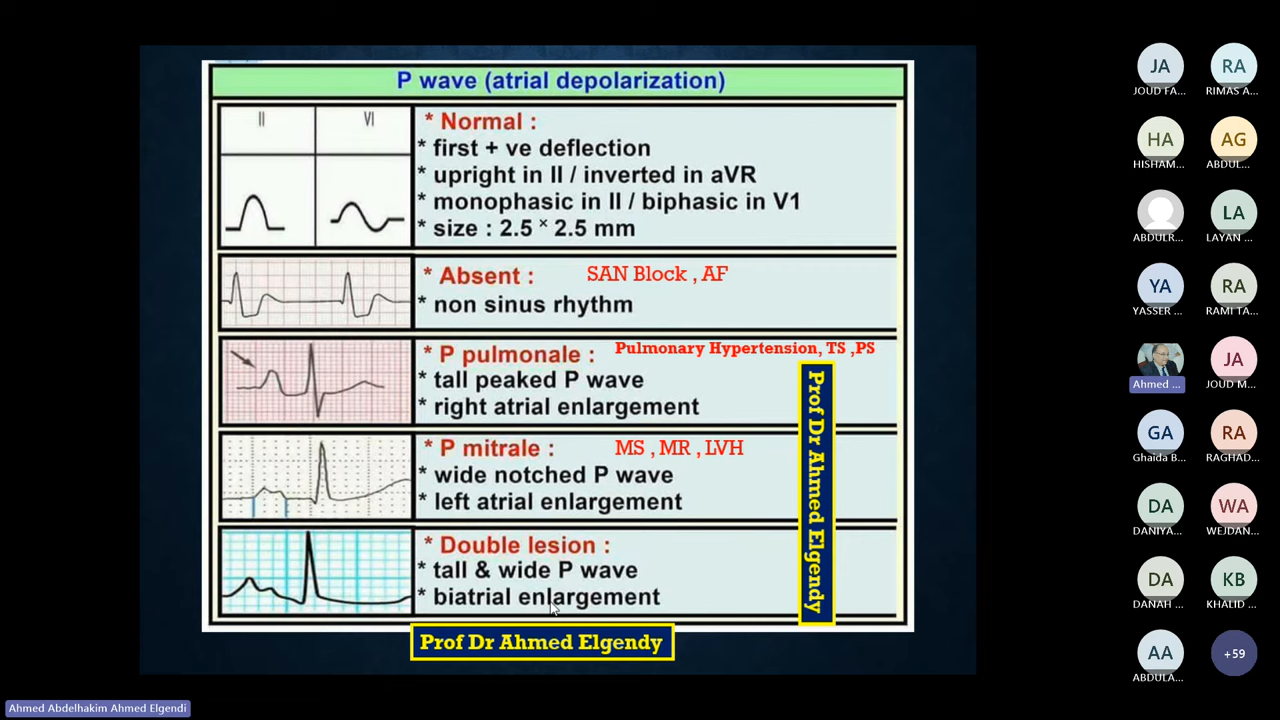 P wave (atrial depolarization)
II VI
* Normal :
* first + ve deflection
* upright in II / inverted in aVR
* monophasic in II / biphasic in V1
* size : 2.5 × 2.5 mm
* Absent : SAN Block , AF
* non sinus rhythm
* P pulmonale : Pulmonary Hypertension, TS ,PS
* tall peaked P wave
* right atrial enlargement
* P mitrale : MS , MR , LVH
* wide notched P wave
* left atrial enlargement
* Double lesion :
* tall & wide P wave
* biatrial enlargement
Prof Dr Ahmed Elgendy
Prof Dr Ahmed Elgendy
JA RA
JOUD FA... RIMAS A...
HA AG
HISHAM... ABDUL...
LA
ABDULR... LAYAN ...
YA RA
YASSER ... RAMI TA...
JA
Ahmed ... JOUD M...
GA RA
Ghaida B... RAGHAD...
DA WA
DANIYA... WEJDAN...
DA KB
DANAH ... KHALID ...
AA +59
ABDULA...
Ahmed Abdelhakim Ahmed Elgendi